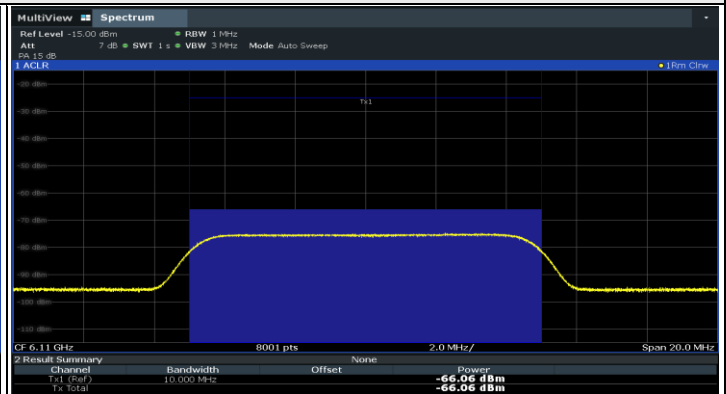 MultiView Spectrum
Ref Level -15.00 dBm RBW 1 MHz
Att 7 dB SWT 1 s VBW 3 MHz Mode Auto Sweep
PA 15 dB
1 ACLR 1Rm Clrw
-20 dBm
Tx1
-30 dBm
-40 dBm
-50 dBm
-60 dBm
-70 dBm
-80 dBm
-90 dBm
-100 dBm
-110 dBm
CF 6.11 GHz 8001 pts 2.0 MHz/ Span 20.0 MHz
2 Result Summary None
Channel Bandwidth Offset Power
Tx1 (Ref) 10.000 MHz -66.06 dBm
Tx Total -66.06 dBm